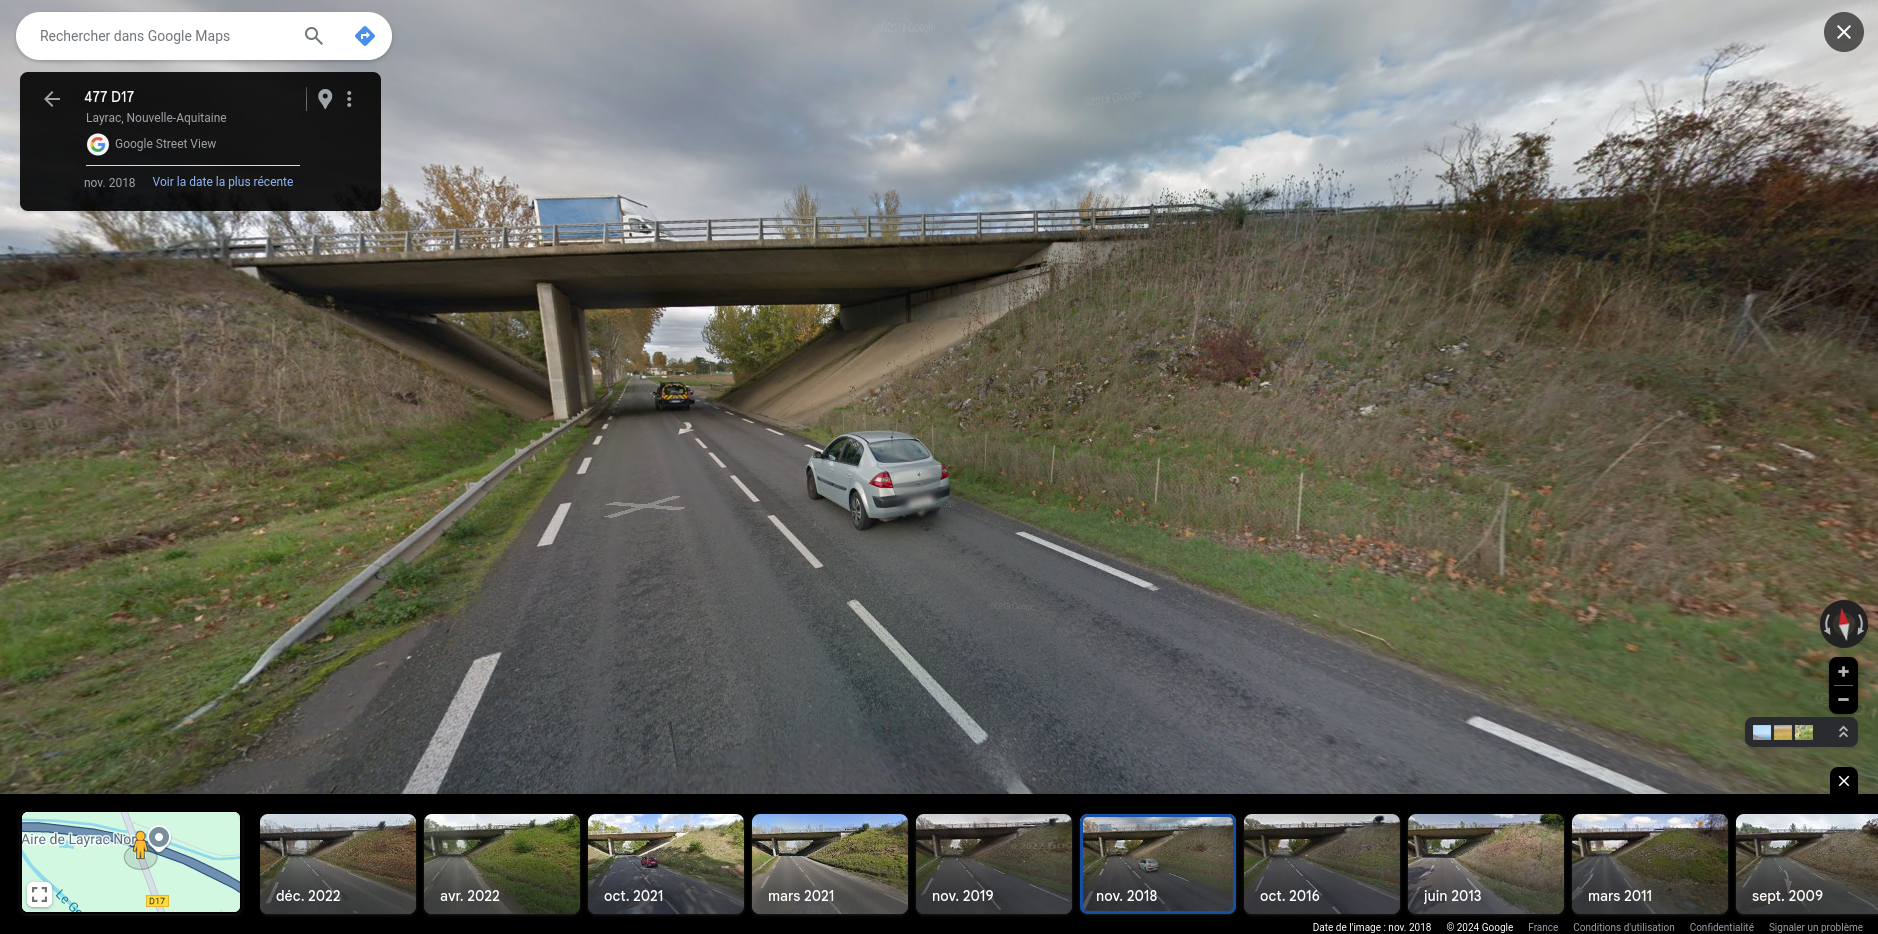 Rechercher dans Google Maps
477 D17
Layrac, Nouvelle-Aquitaine
Google Street View
nov. 2018 Voir la date la plus récente
Aire de Layrac Nor
Le Ge
D17
déc. 2022
avr. 2022
oct. 2021
mars 2021
nov. 2019
nov. 2018
oct. 2016
juin 2013
mars 2011
sept. 2009
Date de l'image : nov. 2018 © 2024 Google France Conditions d'utilisation Confidentialité Signaler un problème